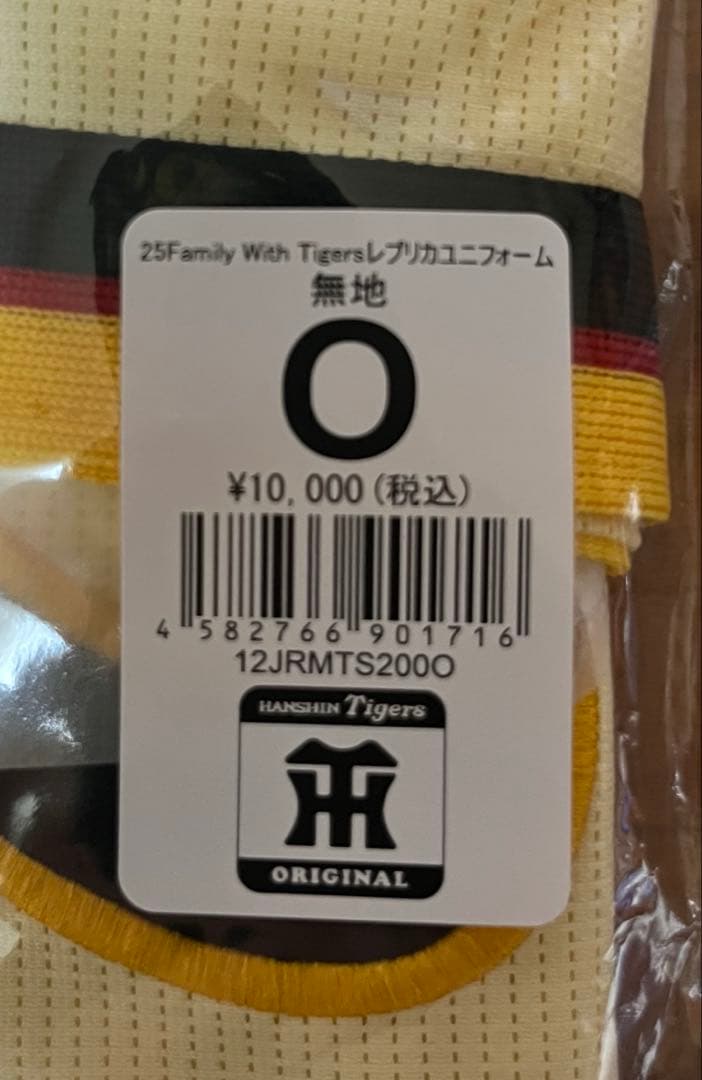 25Family With Tigersレプリカユニフォーム
無地
O
¥10,000(税込)
4 582766 901716
12JRMTS200O
HANSHIN Tigers
TH
ORIGINAL